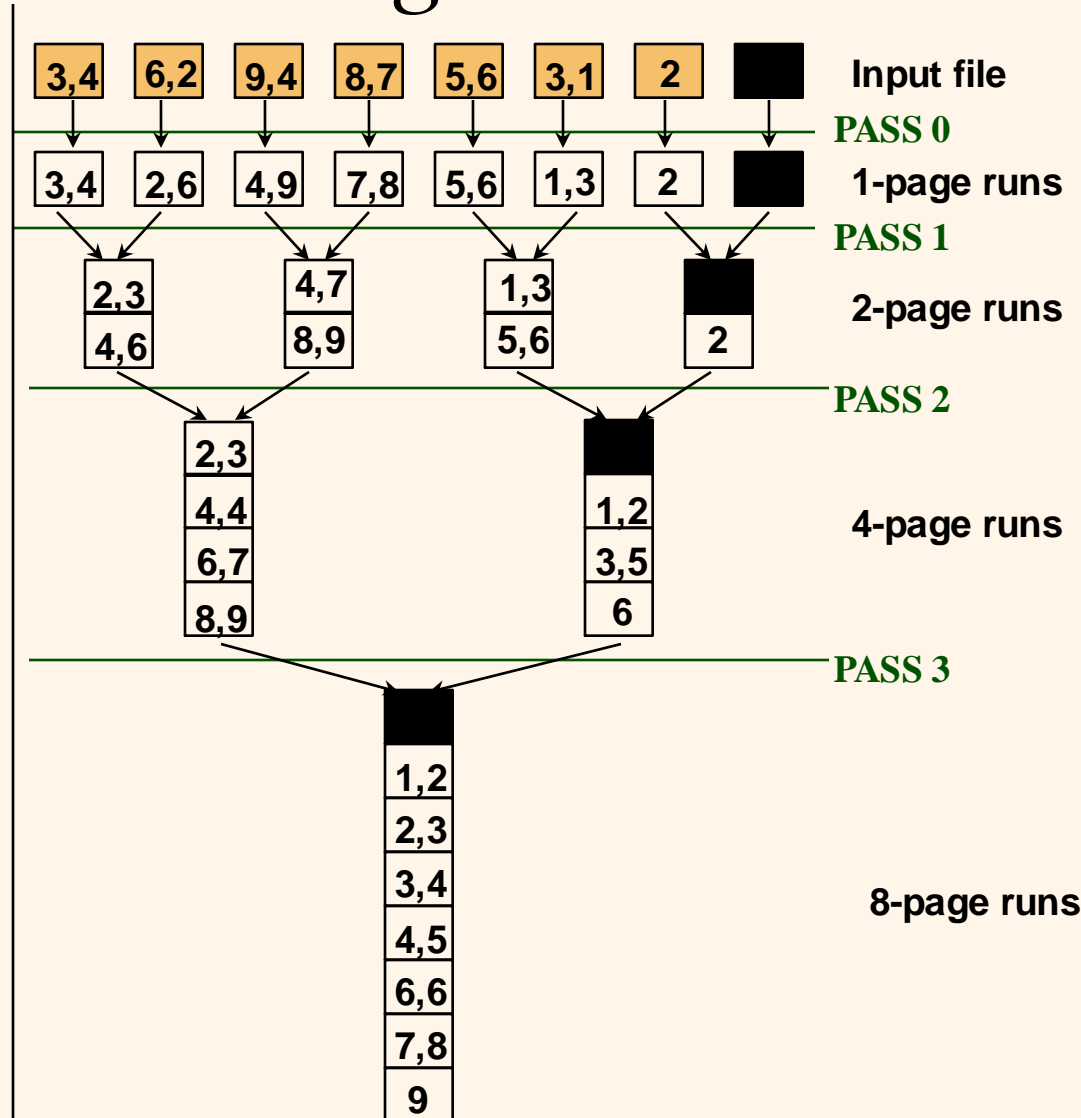 g
3,4 6,2 9,4 8,7 5,6 3,1 2 Input file
PASS 0
3,4 2,6 4,9 7,8 5,6 1,3 2 1-page runs
PASS 1
2,3 4,7 1,3
2-page runs
4,6 8,9 5,6 2
PASS 2
2,3
4,4 1,2
4-page runs
6,7 3,5
8,9 6
PASS 3
1,2
2,3
3,4
8-page runs
4,5
6,6
7,8
9